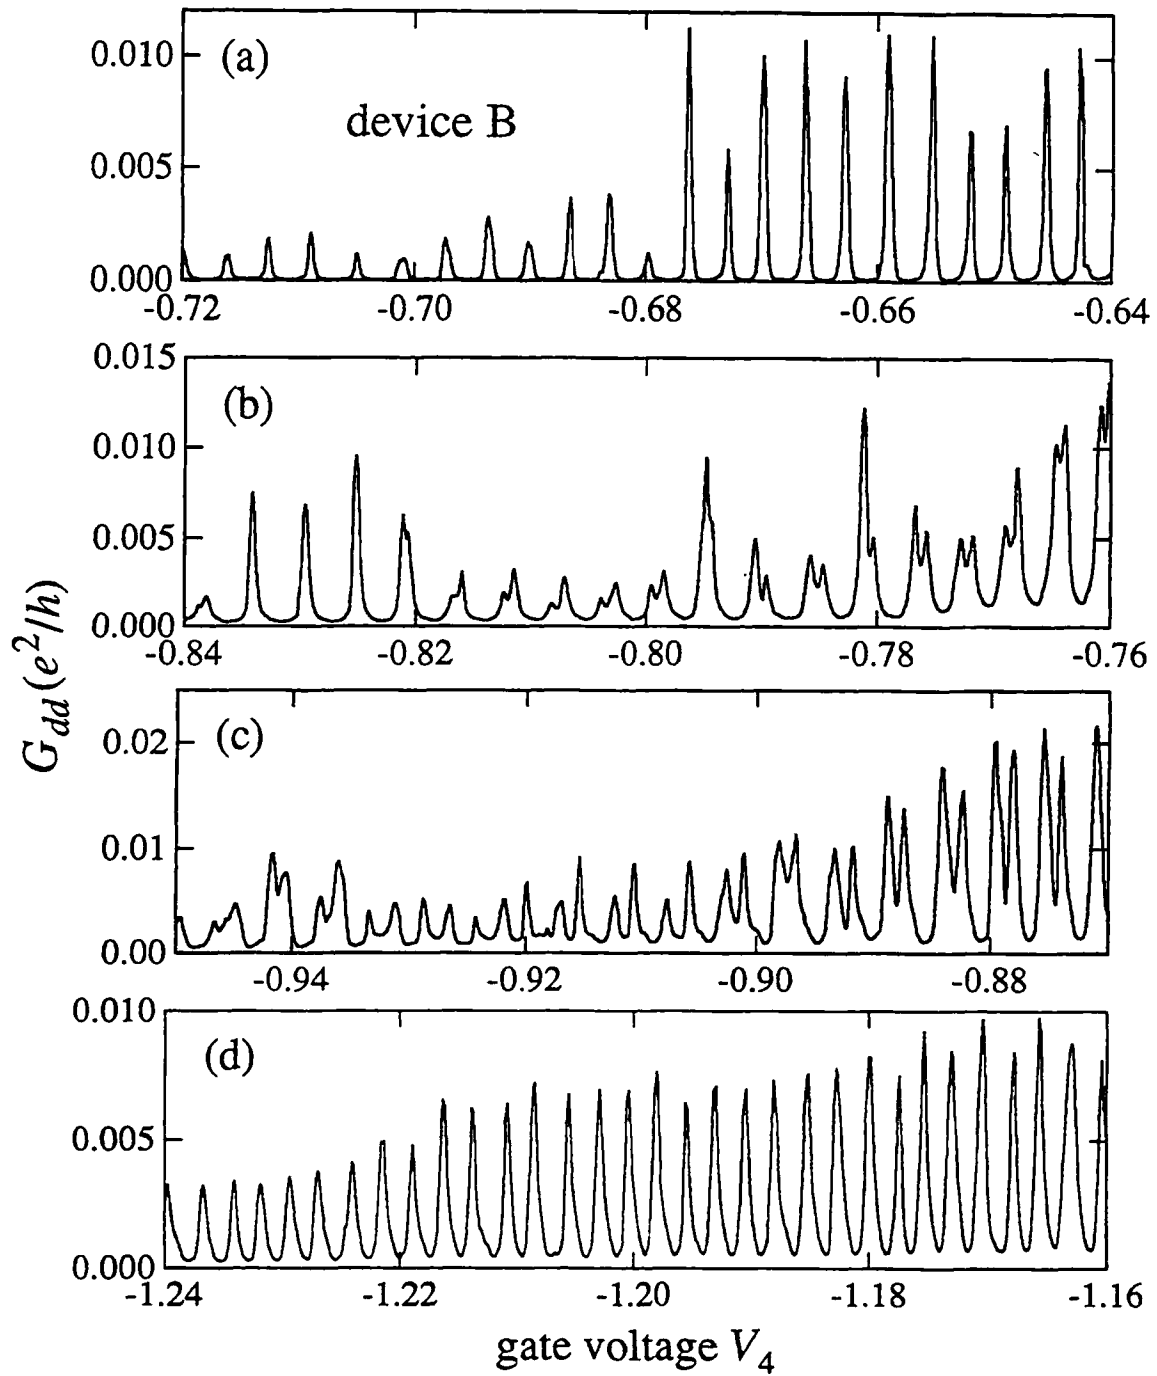 (a)
device B
0.010
0.005
0.000
-0.72 -0.70 -0.68 -0.66 -0.64
(b)
0.015
0.010
0.005
0.000
-0.84 -0.82 -0.80 -0.78 -0.76
G_dd (e²/h)
(c)
0.02
0.01
0.00
-0.94 -0.92 -0.90 -0.88
(d)
0.010
0.005
0.000
-1.24 -1.22 -1.20 -1.18 -1.16
gate voltage V₄